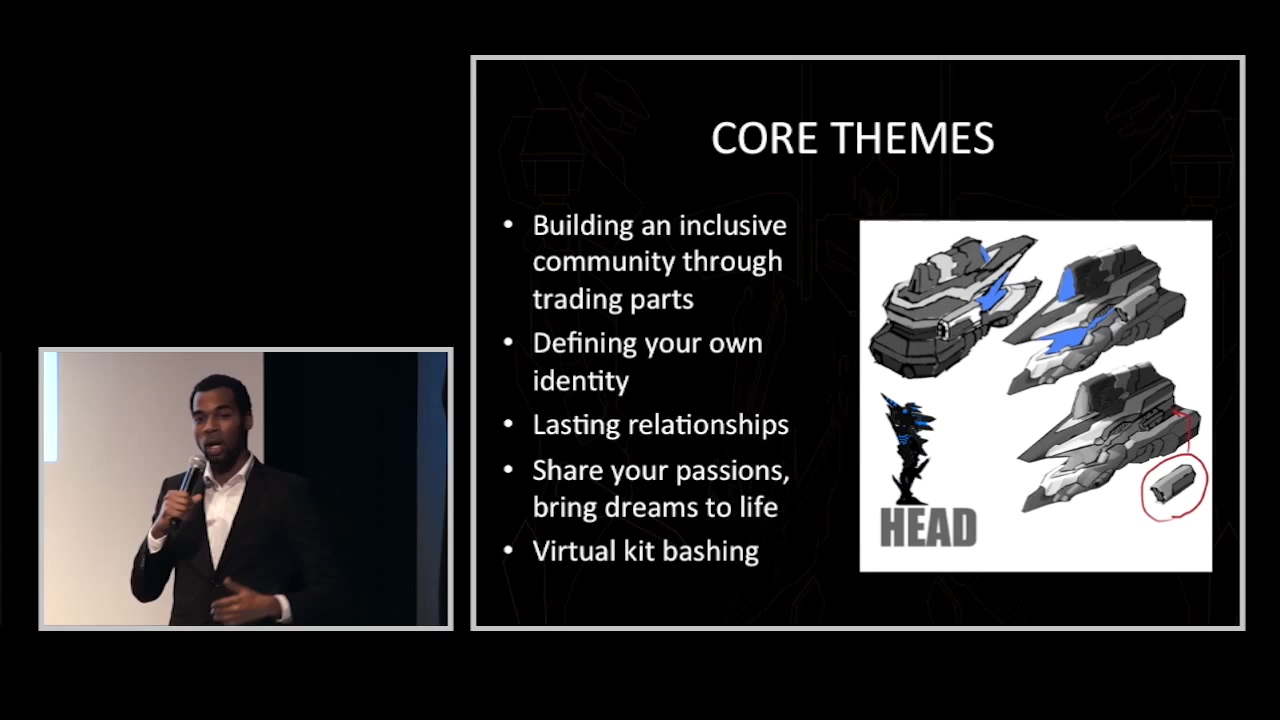 CORE THEMES
• Building an inclusive
community through
trading parts
• Defining your own
identity
• Lasting relationships
• Share your passions,
bring dreams to life
• Virtual kit bashing
HEAD